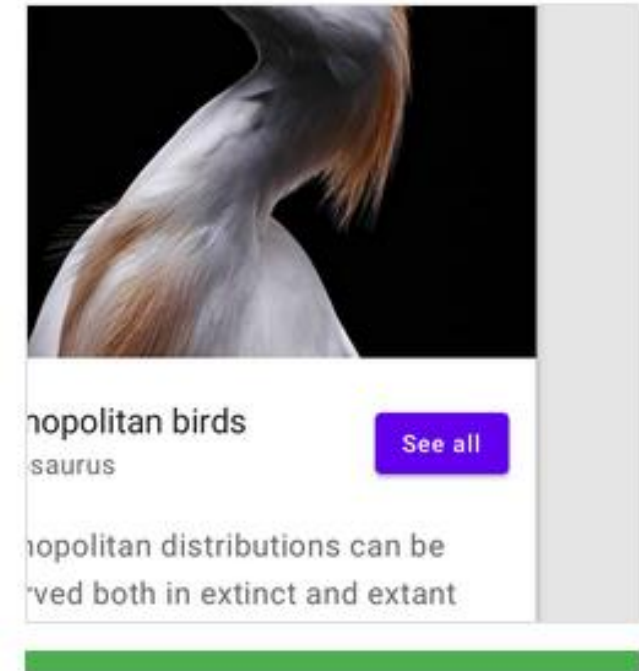 nopolitan birds
See all
saurus
nopolitan distributions can be
rved both in extinct and extant